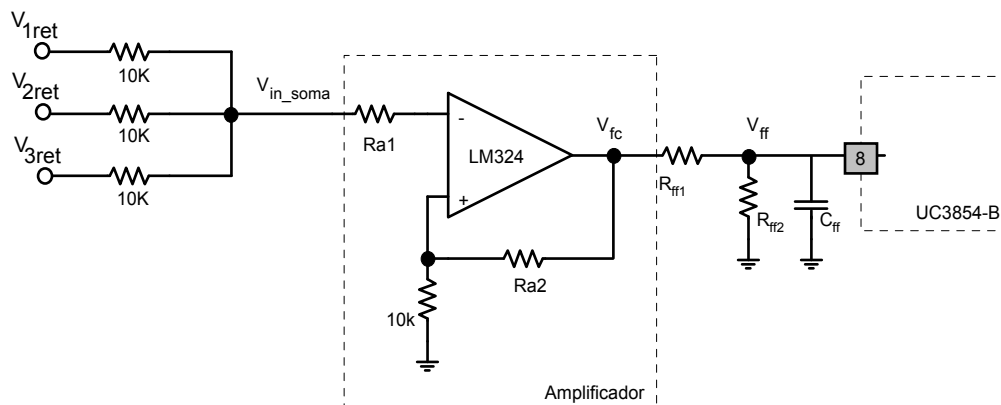 V1ret
10K
V2ret
10K
V3ret
10K
Vin_soma
Ra1
-
LM324
+
Ra2
10k
Amplificador
Vfc
Rff1
Vff
Rff2
Cff
8
UC3854-B